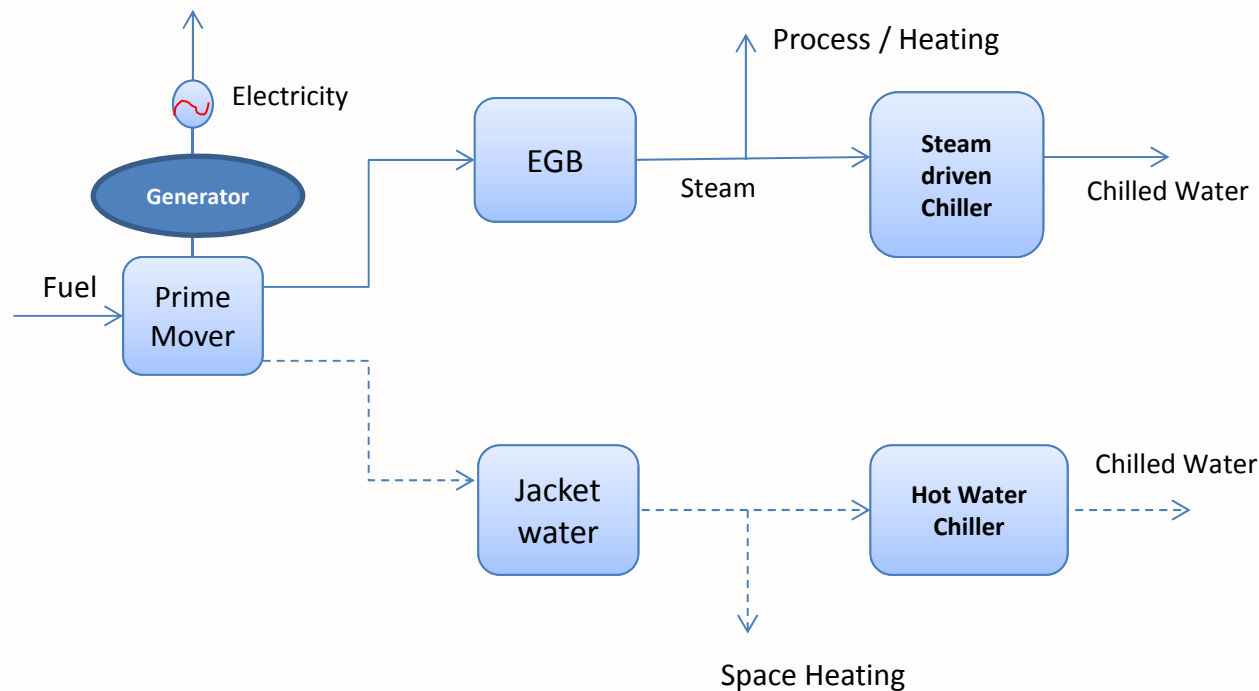 Process / Heating
Electricity
EGB
Steam
driven
Chiller
Steam
Chilled Water
Generator
Fuel
Prime
Mover
Chilled Water
Jacket
water
Hot Water
Chiller
Space Heating